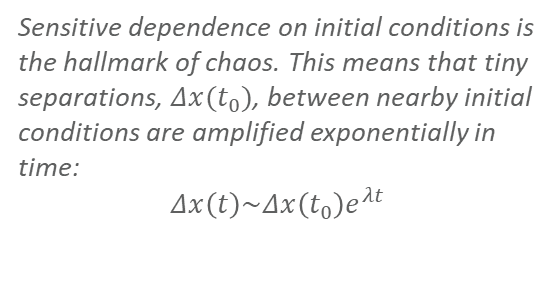 Sensitive dependence on initial conditions is
the hallmark of chaos. This means that tiny
separations, Δx(t₀), between nearby initial
conditions are amplified exponentially in
time:
Δx(t)~Δx(t₀)e^λt